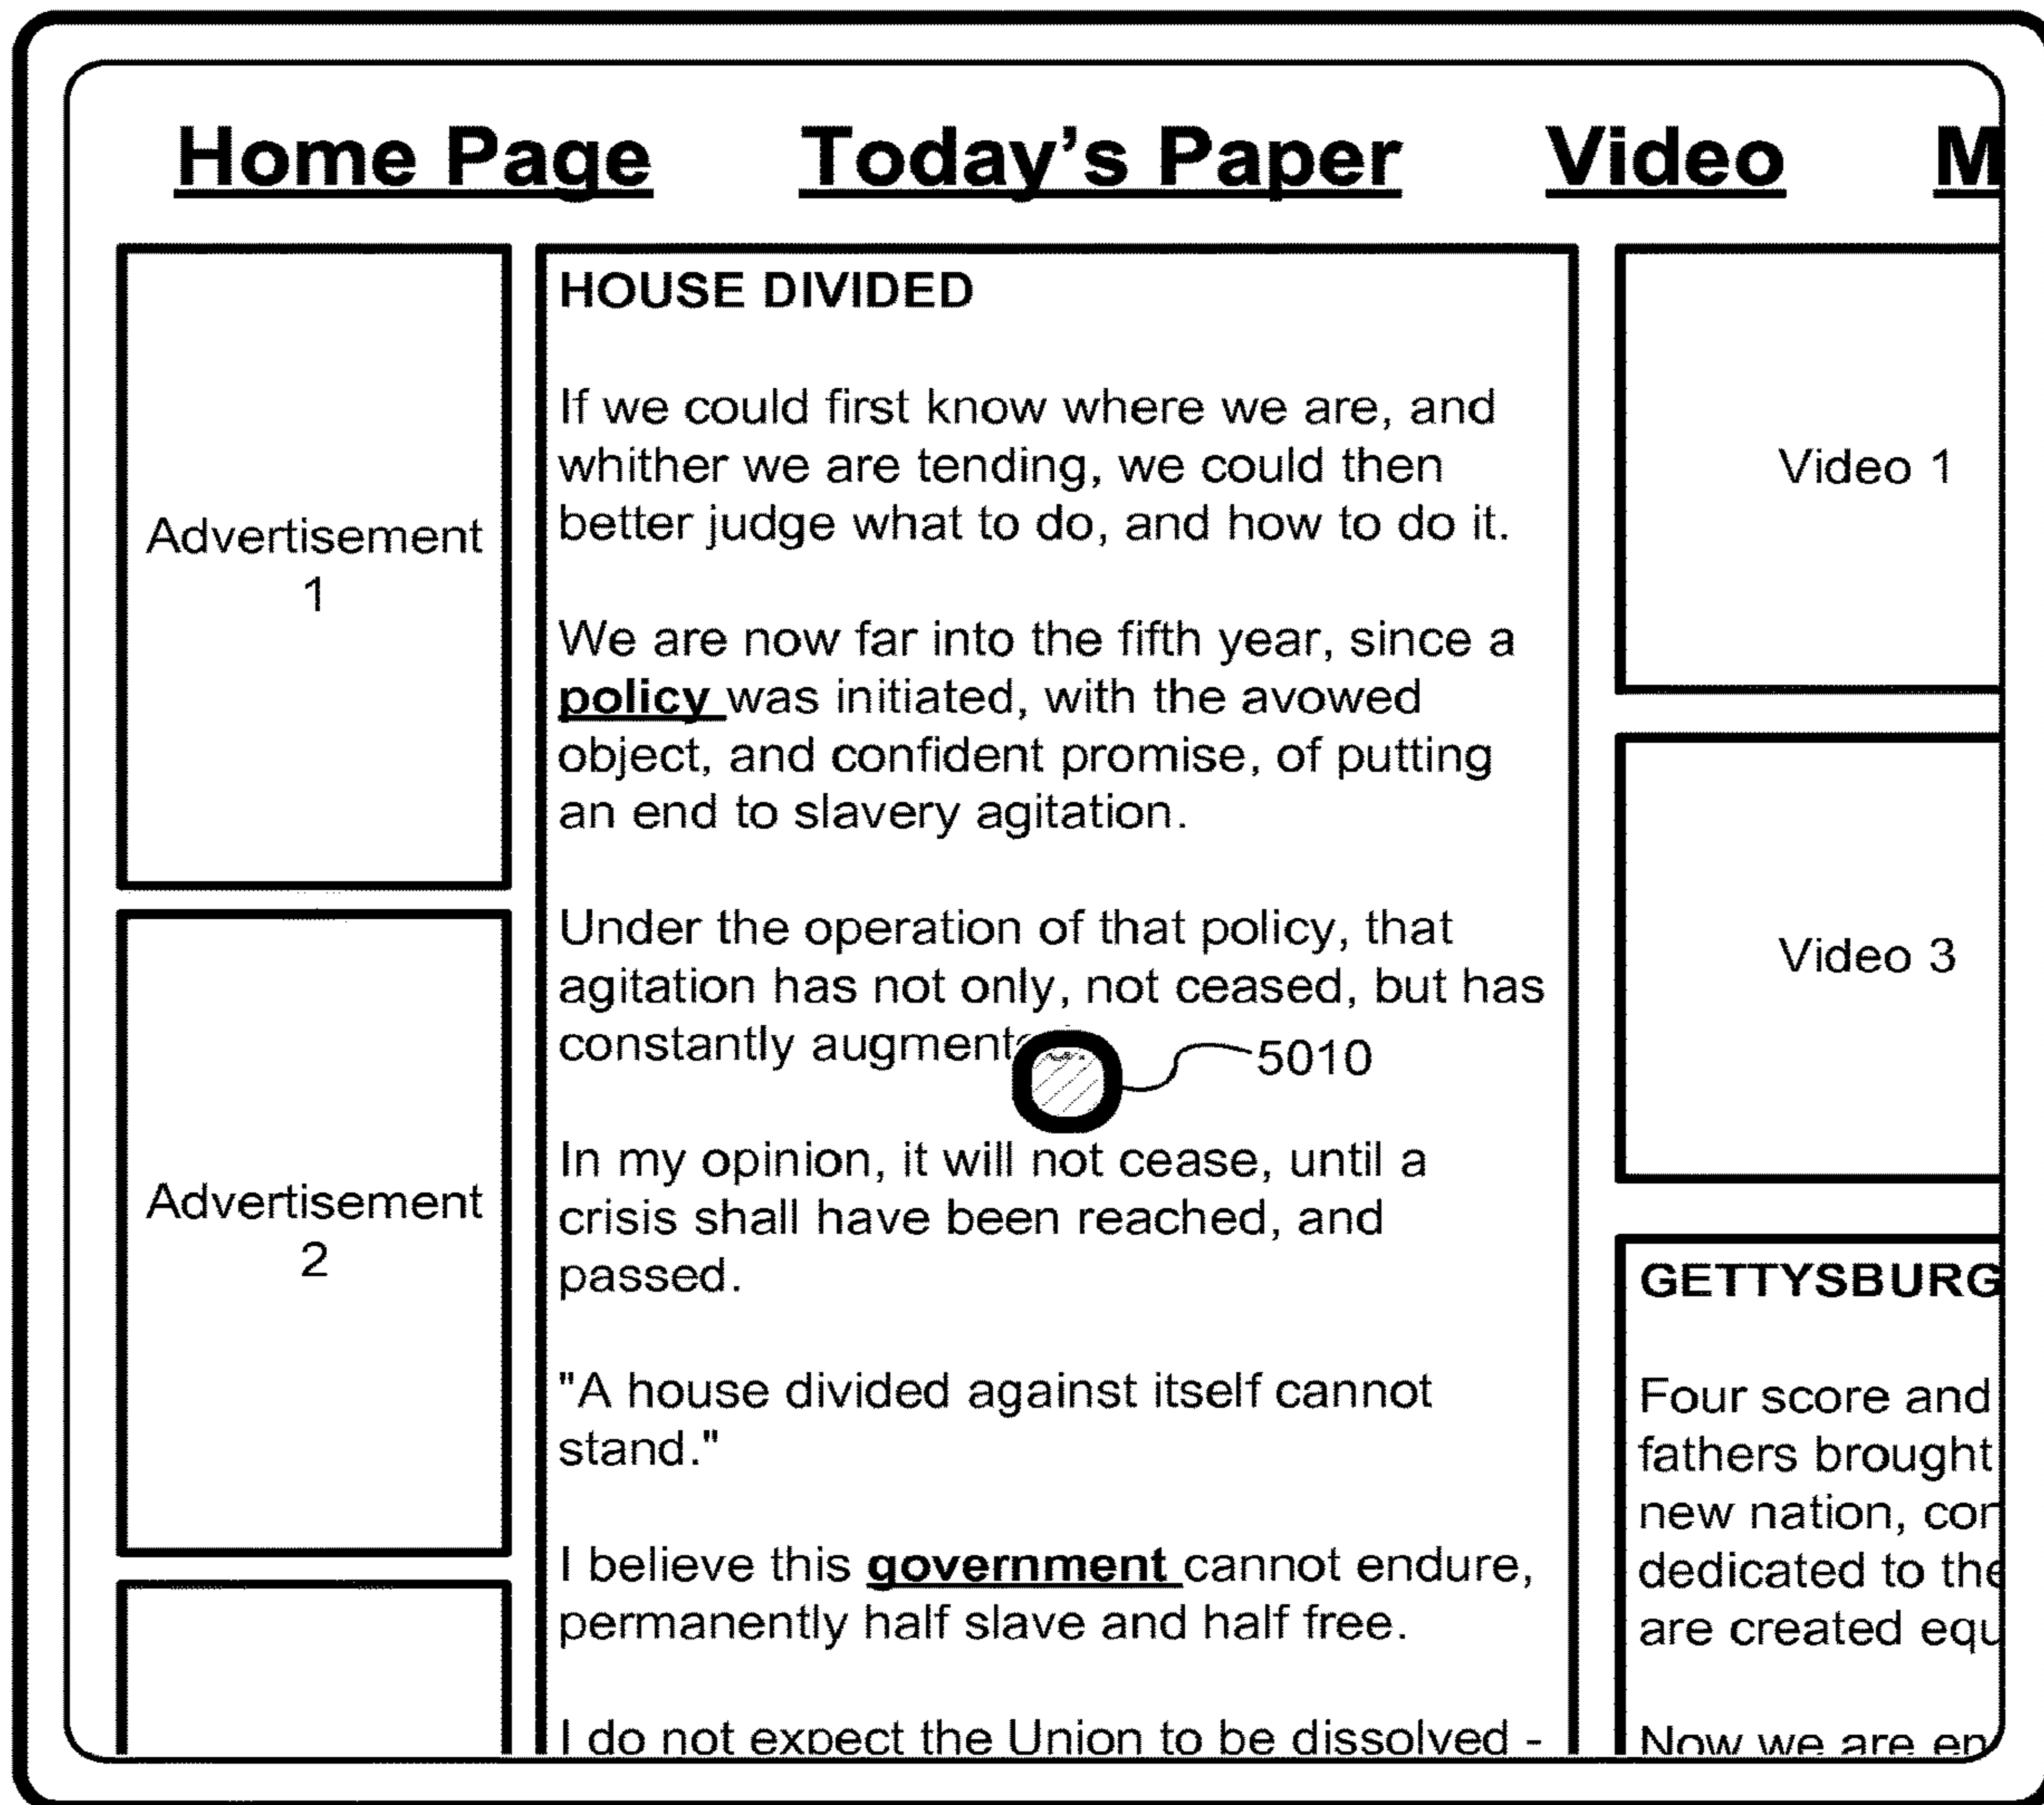 Home Page Today's Paper Video M
Advertisement
1
Advertisement
2
HOUSE DIVIDED
If we could first know where we are, and
whither we are tending, we could then
better judge what to do, and how to do it.
We are now far into the fifth year, since a
policy was initiated, with the avowed
object, and confident promise, of putting
an end to slavery agitation.
Under the operation of that policy, that
agitation has not only, not ceased, but has
constantly augmente
5010
In my opinion, it will not cease, until a
crisis shall have been reached, and
passed.
"A house divided against itself cannot
stand."
I believe this government cannot endure,
permanently half slave and half free.
I do not expect the Union to be dissolved -
Video 1
Video 3
GETTYSBURG
Four score and
fathers brought
new nation, con
dedicated to the
are created equ
Now we are en